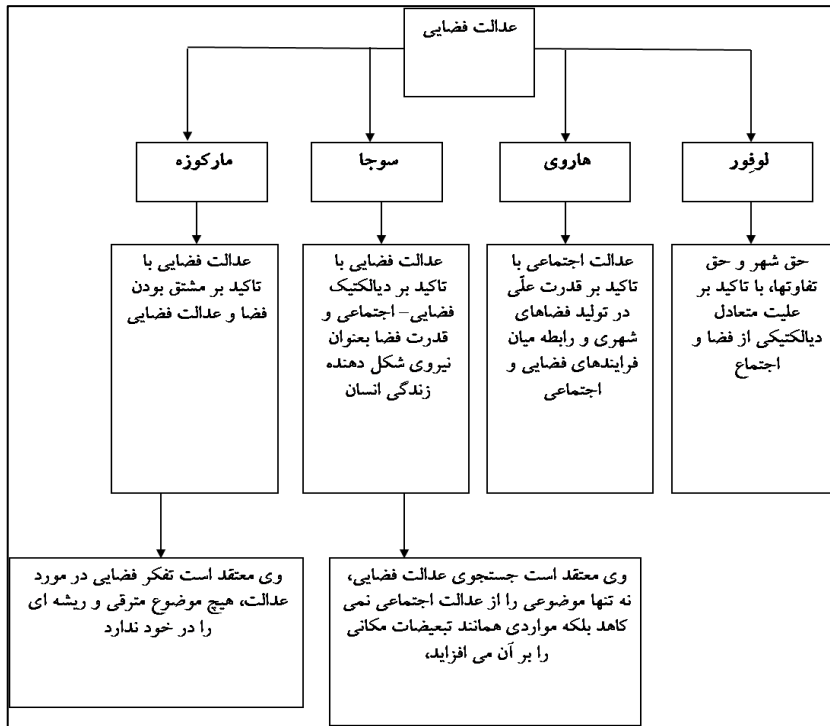 عدالت فضایی
لوفِور
هاروی
سوجا
مارکوزه
حق شهر و حق
تفاوتها، با تاکید بر
علیت متعادل
دیالکتیکی از فضا و
اجتماع
عدالت اجتماعی با
تاکید بر قدرت علّی
در تولید فضاهای
شهری و رابطه میان
فرایندهای فضایی و
اجتماعی
عدالت فضایی با
تاکید بر دیالکتیک
فضایی– اجتماعی و
قدرت فضا بعنوان
نیروی شکل دهنده
زندگی انسان
عدالت فضایی با
تاکید بر مشتق بودن
فضا و عدالت فضایی
وی معتقد است جستجوی عدالت فضایی،
نه تنها موضوعی را از عدالت اجتماعی نمی
کاهد بلکه مواردی همانند تبعیضات مکانی
را بر آن می افزاید،
وی معتقد است تفکر فضایی در مورد
عدالت، هیچ موضوع مترقی و ریشه ای
را در خود ندارد